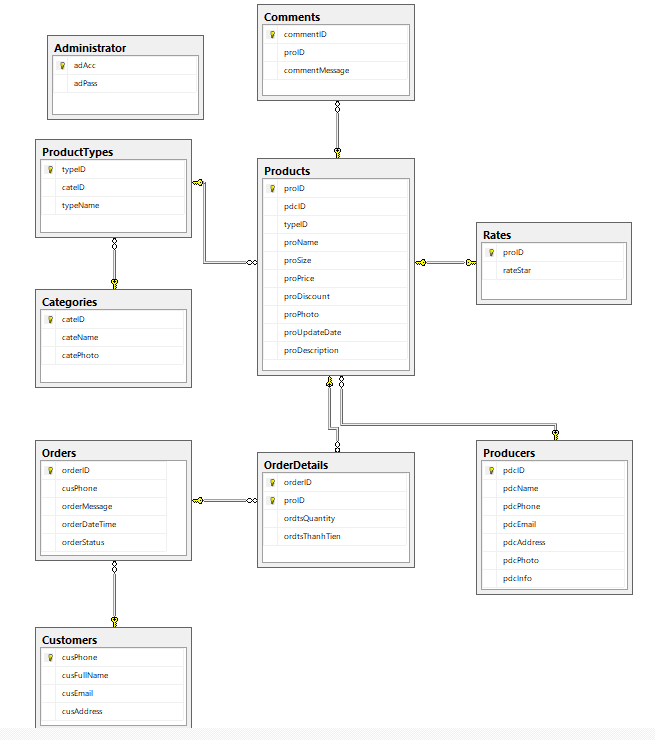 Comments
commentID
proID
commentMessage
Administrator
adAcc
adPass
ProductTypes
typeID
cateID
typeName
Products
proID
pdcID
typeID
proName
proSize
proPrice
proDiscount
proPhoto
proUpdateDate
proDescription
Rates
proID
rateStar
Categories
cateID
cateName
catePhoto
Orders
orderID
cusPhone
orderMessage
orderDateTime
orderStatus
OrderDetails
orderID
proID
ordtsQuantity
ordtsThanhTien
Producers
pdcID
pdcName
pdcPhone
pdcEmail
pdcAddress
pdcPhoto
pdcInfo
Customers
cusPhone
cusFullName
cusEmail
cusAddress